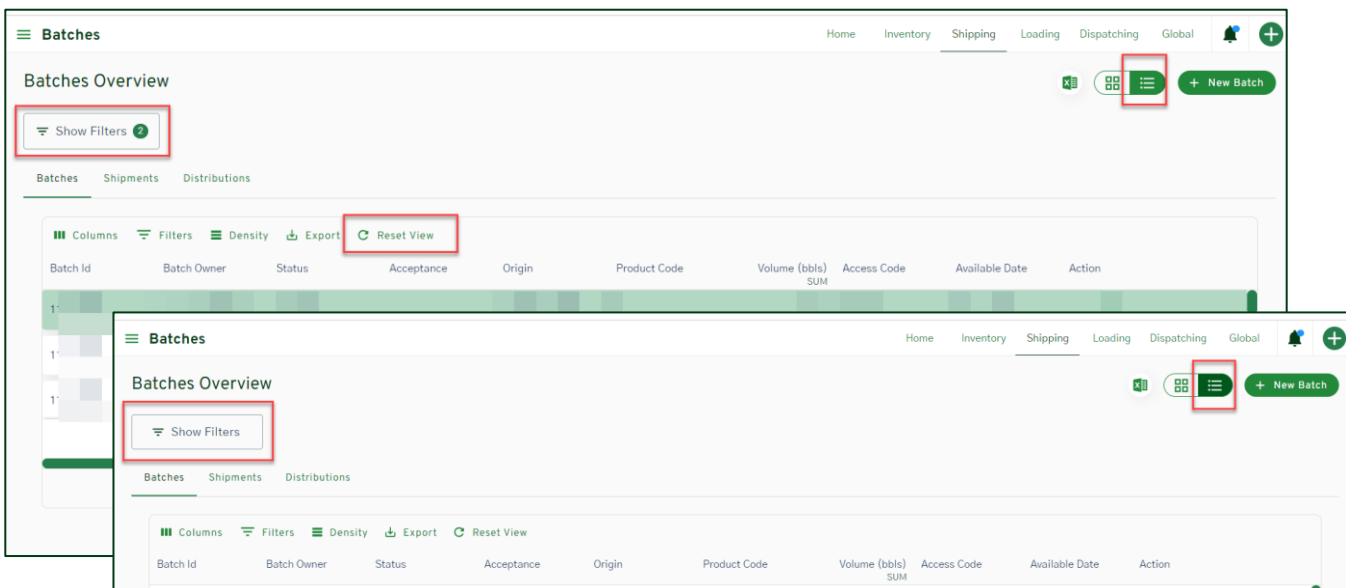 Batches Home Inventory Shipping Loading Dispatching Global
Batches Overview + New Batch
Show Filters 2
Batches Shipments Distributions
Columns Filters Density Export Reset View
Batch Id Batch Owner Status Acceptance Origin Product Code Volume (bbls) Access Code Available Date Action
SUM
11
11
11
Batches Home Inventory Shipping Loading Dispatching Global
Batches Overview + New Batch
Show Filters
Batches Shipments Distributions
Columns Filters Density Export Reset View
Batch Id Batch Owner Status Acceptance Origin Product Code Volume (bbls) Access Code Available Date Action
SUM